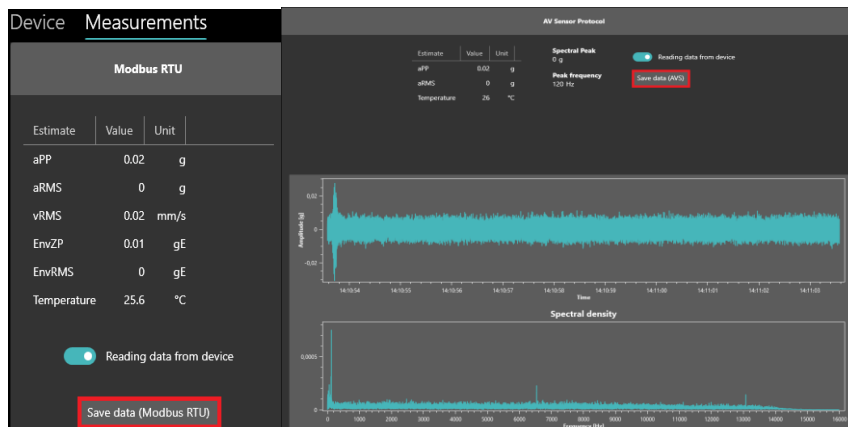 Device Measurements
Modbus RTU
Estimate Value Unit
aPP 0.02 g
aRMS 0 g
vRMS 0.02 mm/s
EnvZP 0.01 gE
EnvRMS 0 gE
Temperature 25.6 °C
Reading data from device
Save data (Modbus RTU)
AV Sensor Protocol
Estimate Value Unit
aPP 0.02 g
aRMS 0 g
Temperature 26 °C
Spectral Peak
0 g
Peak frequency
120 Hz
Reading data from device
Save data (AVS)
Amplitude [g]
0,02
0
-0,02
14:10:54 14:10:55 14:10:56 14:10:57 14:10:58 14:10:59 14:11:00 14:11:01 14:11:02 14:11:03
Time
Spectral density
0,0005
0
0 1000 2000 3000 4000 5000 6000 7000 8000 9000 10000 11000 12000 13000 14000 15000 16000
Frequency [Hz]